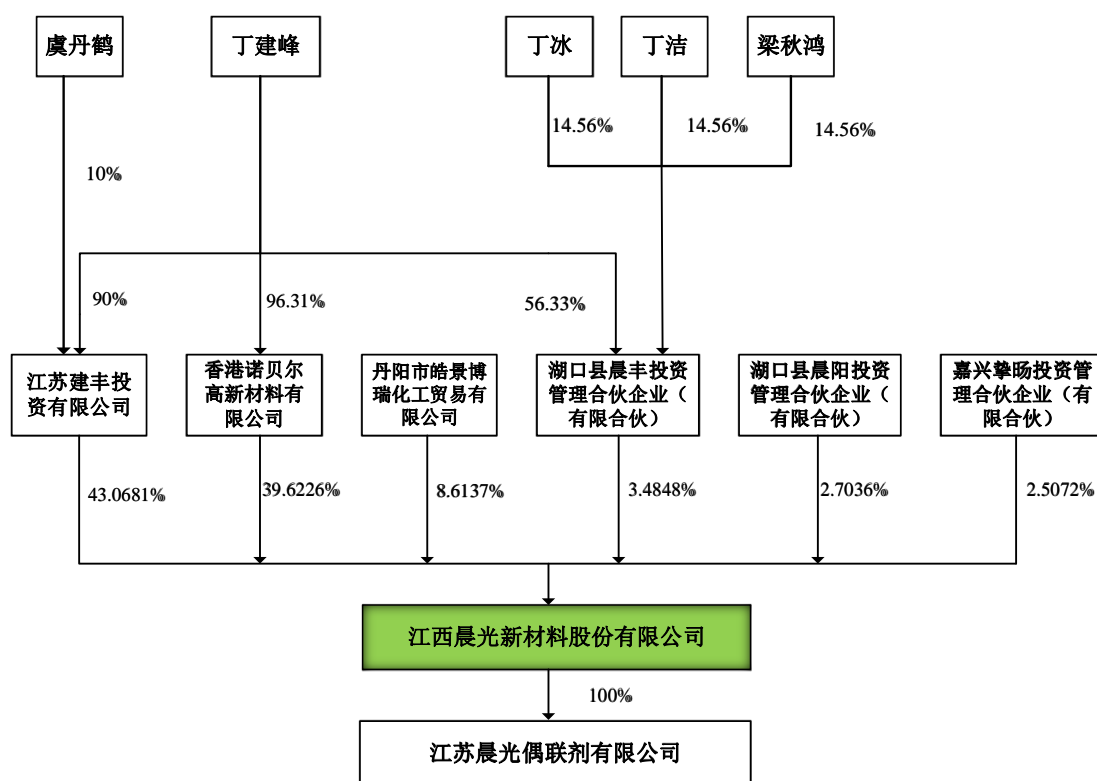 虞丹鹤
丁建峰
丁冰
丁洁
梁秋鸿
14.56%
14.56%
14.56%
10%
90%
96.31%
56.33%
江苏建丰投
资有限公司
香港诺贝尔
高新材料有
限公司
丹阳市皓景博
瑞化工贸易有
限公司
湖口县晨丰投资
管理合伙企业（
有限合伙）
湖口县晨阳投资
管理合伙企业（
有限合伙）
嘉兴挚旸投资管
理合伙企业（有
限合伙）
43.0681%
39.6226%
8.6137%
3.4848%
2.7036%
2.5072%
江西晨光新材料股份有限公司
100%
江苏晨光偶联剂有限公司